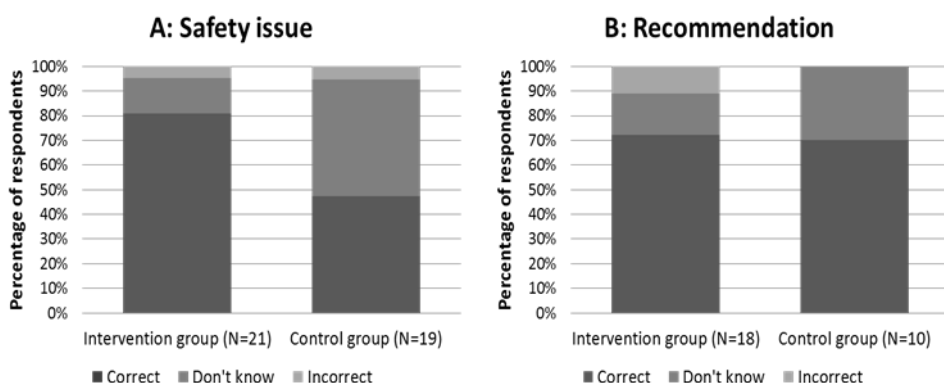 A: Safety issue
Percentage of respondents
100%
90%
80%
70%
60%
50%
40%
30%
20%
10%
0%
Intervention group (N=21) Control group (N=19)
Correct Don't know Incorrect
B: Recommendation
Percentage of respondents
100%
90%
80%
70%
60%
50%
40%
30%
20%
10%
0%
Intervention group (N=18) Control group (N=10)
Correct Don't know Incorrect